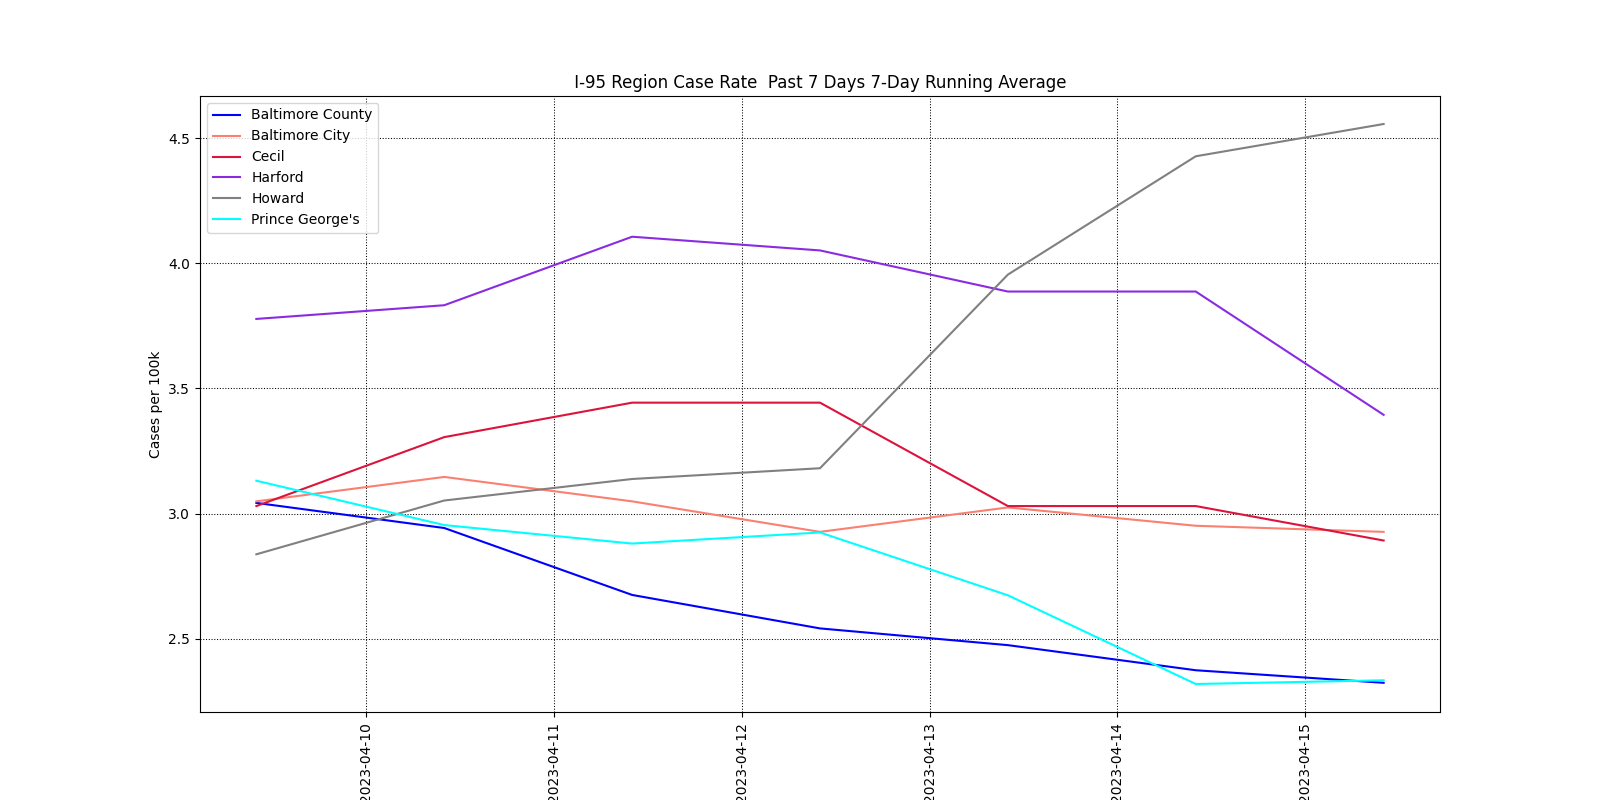 I-95 Region Case Rate  Past 7 Days 7-Day Running Average
Baltimore County
Baltimore City
Cecil
Harford
Howard
Prince George's
4.5
4.0
3.5
3.0
2.5
Cases per 100k
2023-04-10
2023-04-11
2023-04-12
2023-04-13
2023-04-14
2023-04-15